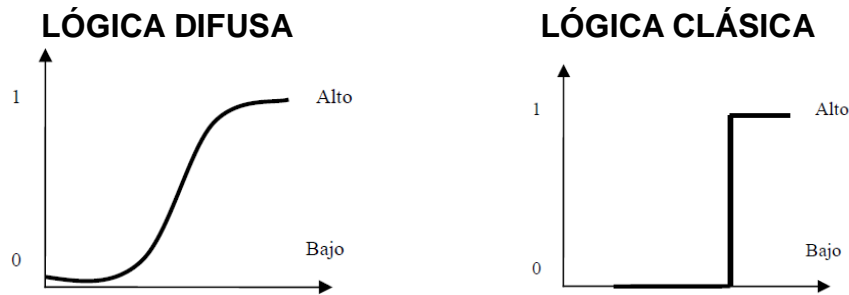 LÓGICA DIFUSA
1
Alto
Bajo
0
LÓGICA CLÁSICA
1
Alto
Bajo
0